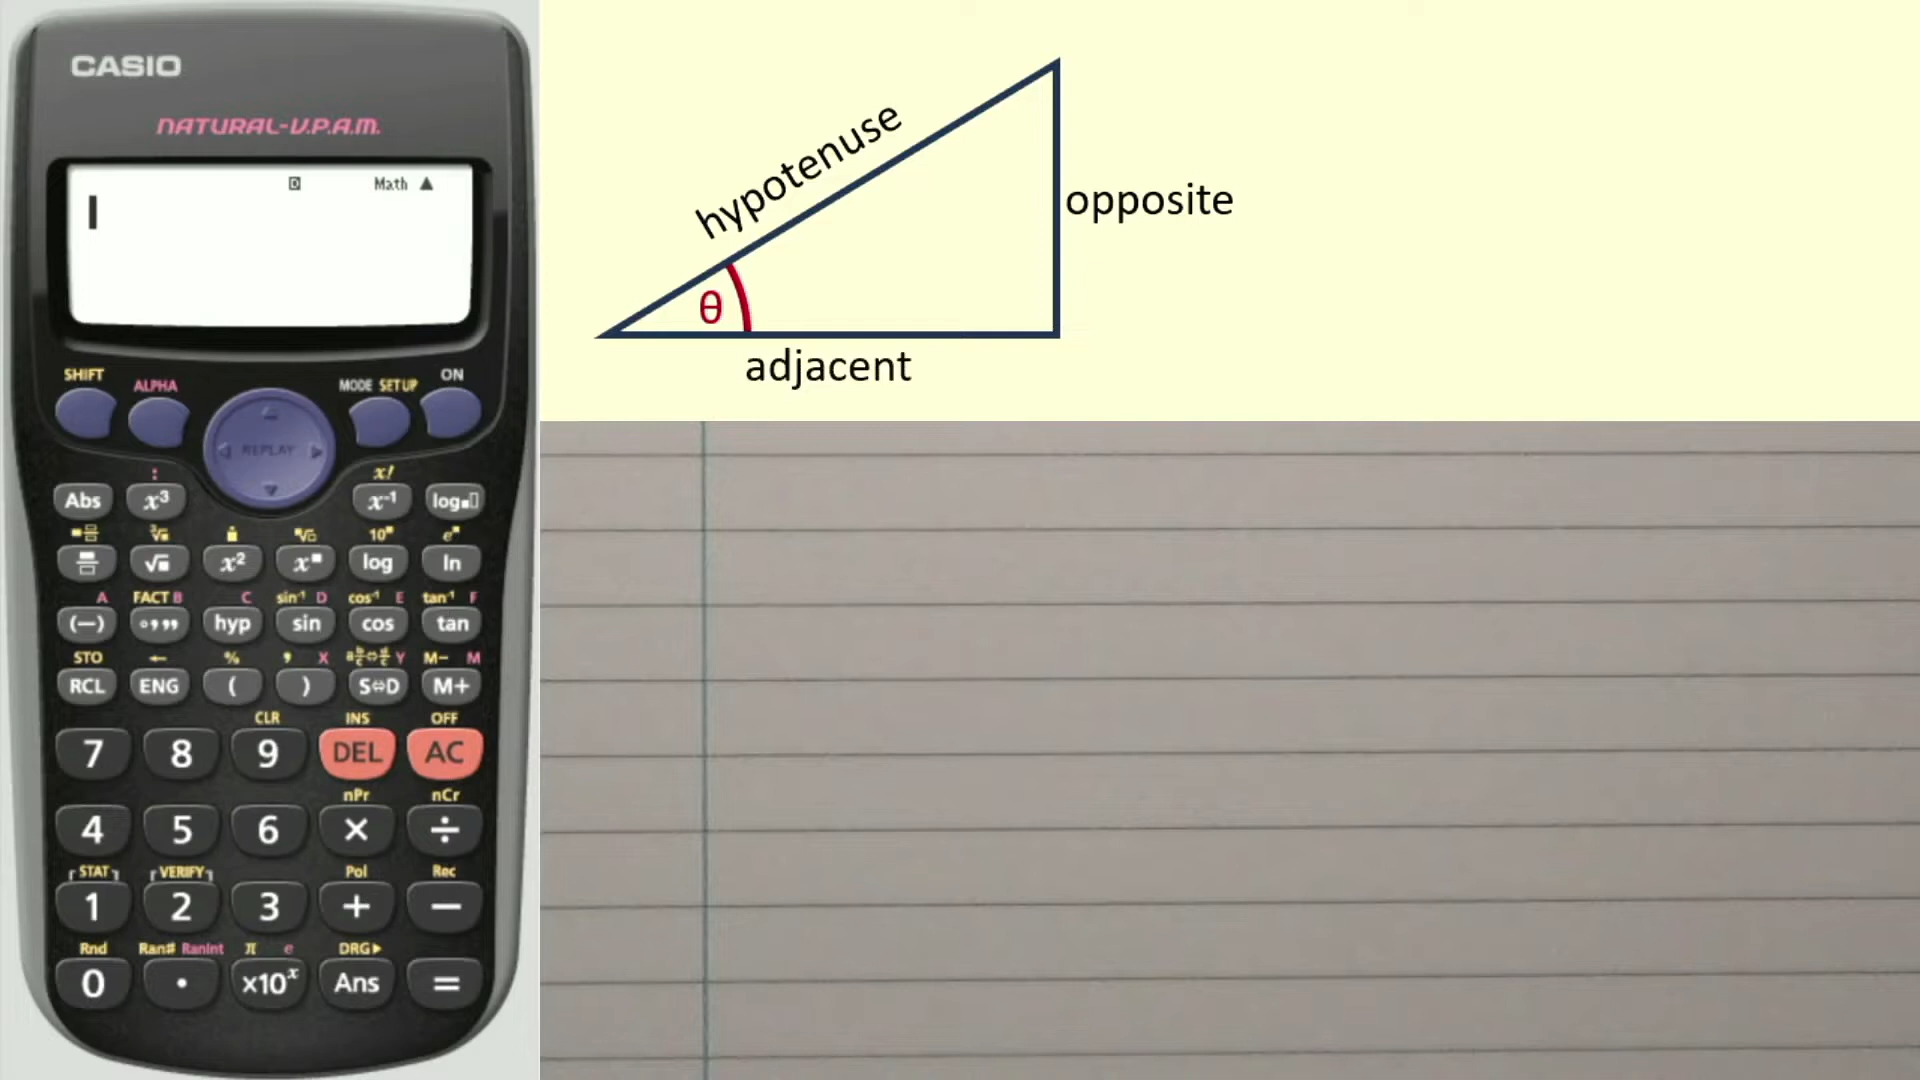 CASIO
NATURAL-V.P.A.M.
D Math ▲
SHIFT ALPHA MODE SETUP ON
REPLAY
: x!
Abs x³ x⁻¹ log
³√ 10 e
√ x² x log ln
A FACT B C sin⁻¹ D cos⁻¹ E tan⁻¹ F
(−) °,,, hyp sin cos tan
STO ← % , X a b/c⇔d/c Y M− M
RCL ENG ( ) S⇔D M+
CLR INS OFF
7 8 9 DEL AC
nPr nCr
4 5 6 × ÷
STAT VERIFY Pol Rec
1 2 3 + −
Rnd Ran# RanInt π e DRG▶
0 . ×10ˣ Ans =
hypotenuse
opposite
θ
adjacent